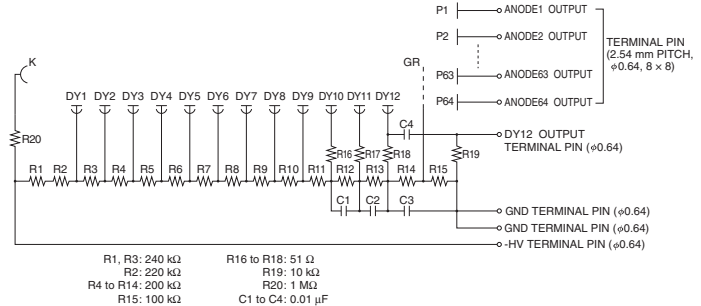 P1 ANODE1 OUTPUT
P2 ANODE2 OUTPUT
TERMINAL PIN
(2.54 mm PITCH,
φ0.64, 8 × 8)
K
GR
P63 ANODE63 OUTPUT
DY1 DY2 DY3 DY4 DY5 DY6 DY7 DY8 DY9 DY10 DY11 DY12
P64 ANODE64 OUTPUT
C4
R20
DY12 OUTPUT
TERMINAL PIN (φ0.64)
R16 R17 R18 R19
R1 R2 R3 R4 R5 R6 R7 R8 R9 R10 R11 R12 R13 R14 R15
C1 C2 C3
GND TERMINAL PIN (φ0.64)
GND TERMINAL PIN (φ0.64)
-HV TERMINAL PIN (φ0.64)
R1, R3: 240 kΩ
R2: 220 kΩ
R4 to R14: 200 kΩ
R15: 100 kΩ
R16 to R18: 51 Ω
R19: 10 kΩ
R20: 1 MΩ
C1 to C4: 0.01 µF